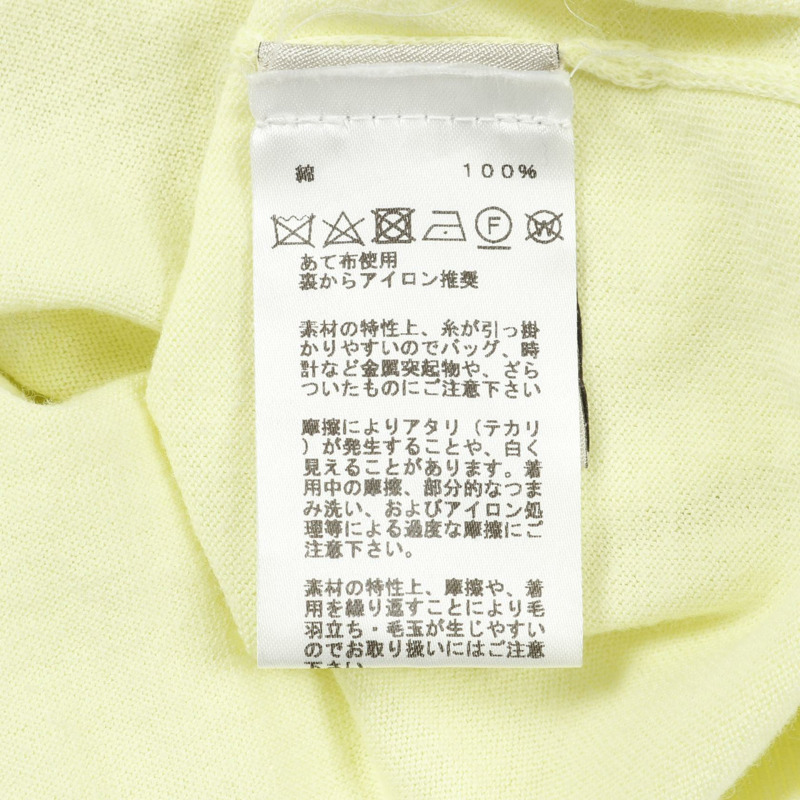 綿 100%
F W
あて布使用
裏からアイロン推奨
素材の特性上、糸が引っ掛
かりやすいのでバッグ、時
計など金属突起物や、ざら
ついたものにご注意下さい
摩擦によりアタリ（テカリ
）が発生することや、白く
見えることがあります。着
用中の摩擦、部分的なつま
み洗い、およびアイロン処
理等による過度な摩擦にご
注意下さい。
素材の特性上、摩擦や、着
用を繰り返すことにより毛
羽立ち・毛玉が生じやすい
のでお取り扱いにはご注意
下さい